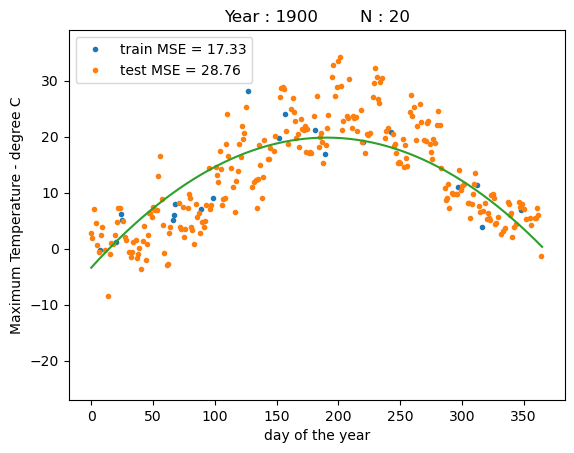 Year : 1900 N : 20
train MSE = 17.33
test MSE = 28.76
Maximum Temperature - degree C
30
20
10
0
−10
−20
0 50 100 150 200 250 300 350
day of the year